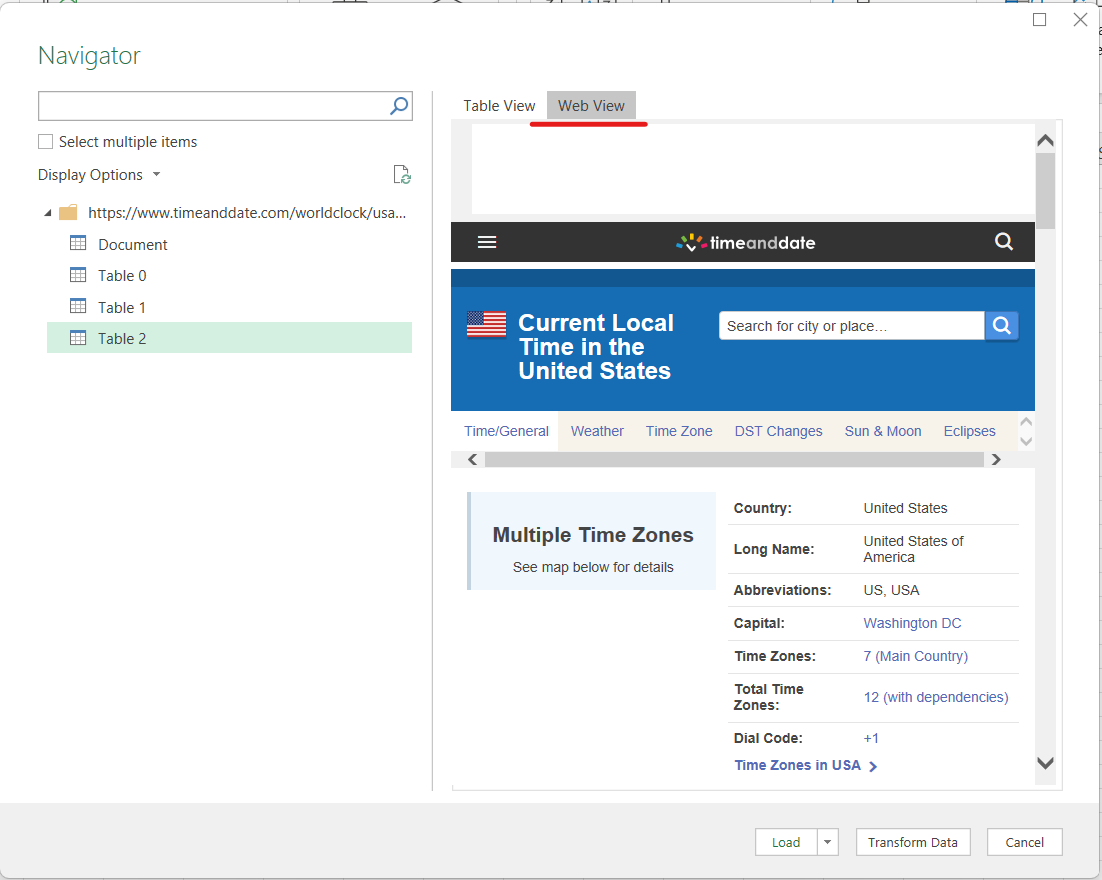 Navigator
Select multiple items
Display Options
https://www.timeanddate.com/worldclock/usa...
Document
Table 0
Table 1
Table 2
Table View
Web View
timeanddate
Current Local
Time in the
United States
Search for city or place...
Time/General
Weather
Time Zone
DST Changes
Sun & Moon
Eclipses
Multiple Time Zones
See map below for details
Country:
United States
Long Name:
United States of
America
Abbreviations:
US, USA
Capital:
Washington DC
Time Zones:
7 (Main Country)
Total Time
Zones:
12 (with dependencies)
Dial Code:
+1
Time Zones in USA
Load
Transform Data
Cancel